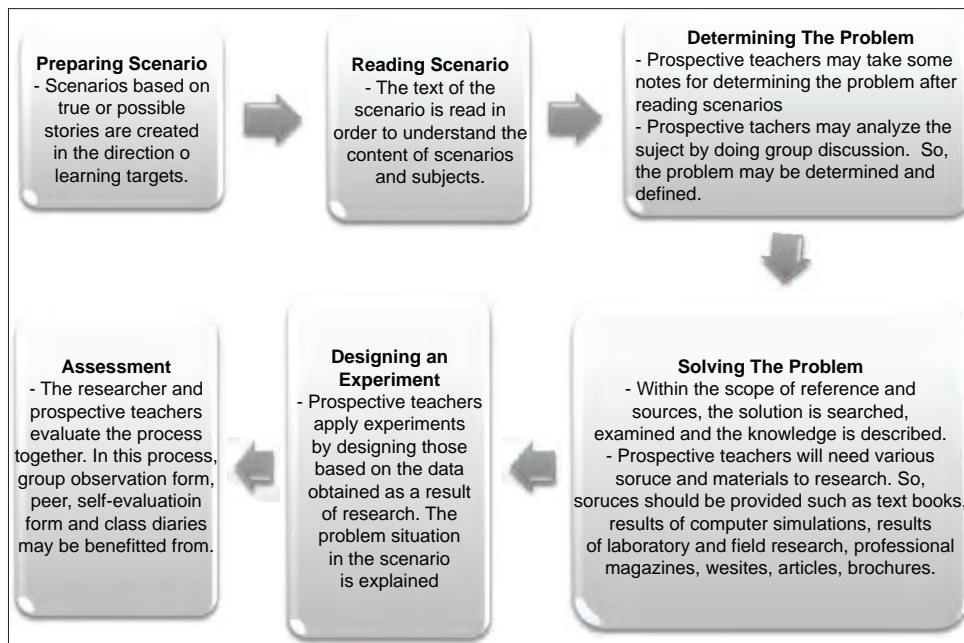 Preparing Scenario
- Scenarios based on
true or possible
stories are created
in the direction o
learning targets.
Reading Scenario
- The text of the
scenario is read in
order to understand the
content of scenarios
and subjects.
Determining The Problem
- Prospective teachers may take some
notes for determining the problem after
reading scenarios
- Prospective tachers may analyze the
suject by doing group discussion.  So,
the problem may be determined and
defined.
Solving The Problem
- Within the scope of reference and
sources, the solution is searched,
examined and the knowledge is described.
- Prospective teachers will need various
soruce and materials to research. So,
soruces should be provided such as text books,
results of computer simulations, results
of laboratory and field research, professional
magazines, wesites, articles, brochures.
Designing an
Experiment
- Prospective teachers
apply experiments
by designing those
based on the data
obtained as a result
of research. The
problem situation
in the scenario
is explained
Assessment
- The researcher and
prospective teachers
evaluate the process
together. In this process,
group observation form,
peer, self-evaluatioin
form and class diaries
may be benefitted from.